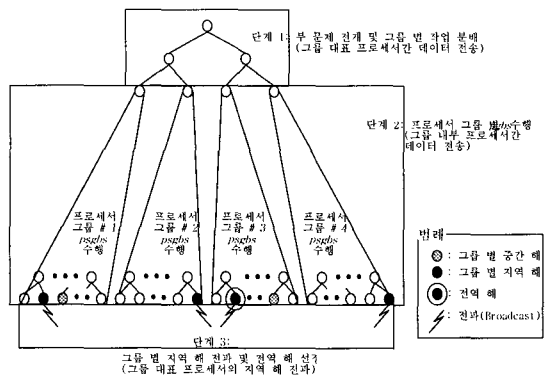 단계 1: 부 문제 전개 및 그룹 별 작업 분배
(그룹 대표 프로세서간 데이터 전송)
단계 2: 프로세서 그룹 별 psgbs수행
(그룹 내부 프로세서간
데이터 전송)
프로세서
그룹 # 1
psgbs
수행
프로세서
그룹 # 2
psgbs
수행
프로세서
그룹 # 3
psgbs
수행
프로세서
그룹 # 4
psgbs
수행
범례
: 그룹 별 중간 해
: 그룹 별 지역 해
: 전역 해
: 전파(Broadcast)
단계 3:
그룹 별 지역 해 전파 및 전역 해 선정
(그룹 대표 프로세서의 지역 해 전파)